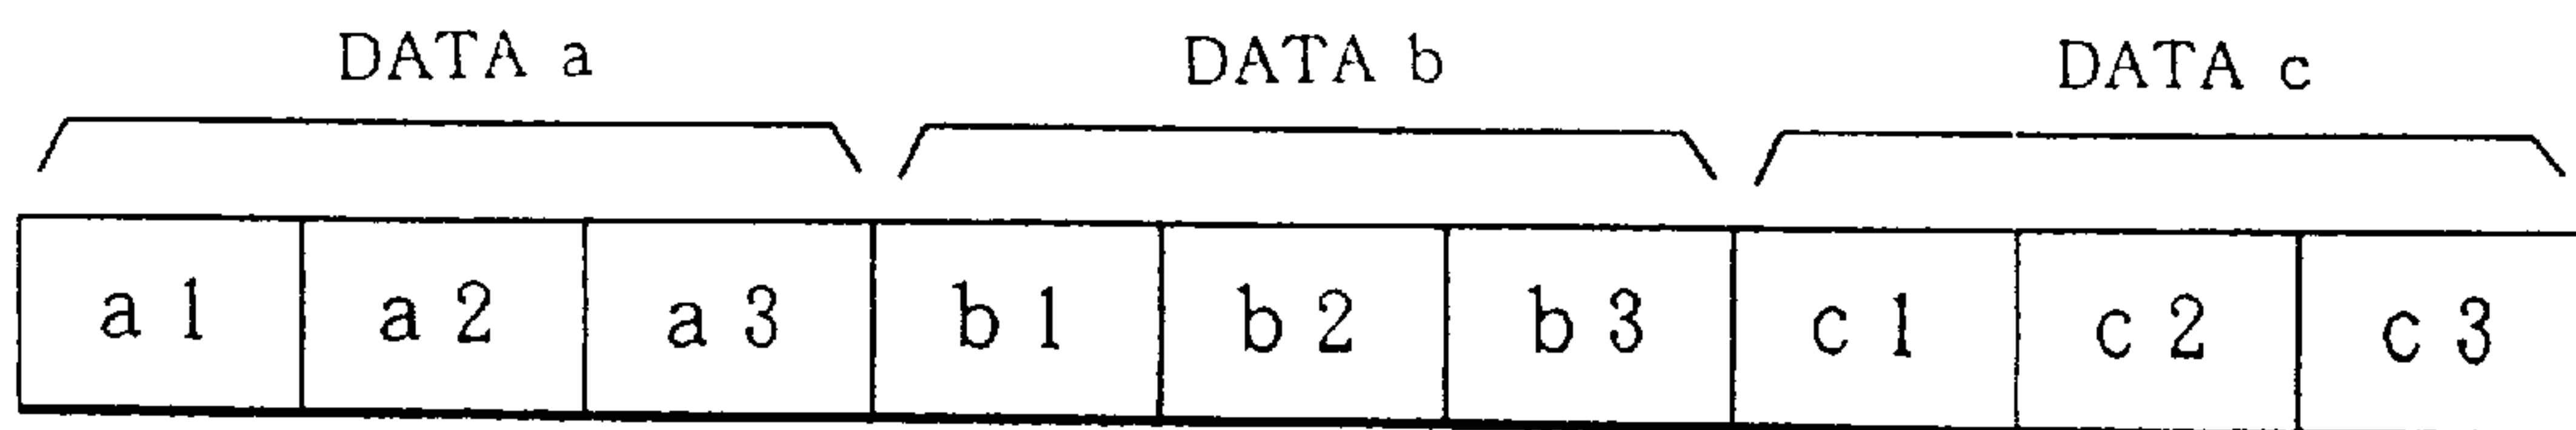 DATA a DATA b DATA c
a 1 a 2 a 3 b 1 b 2 b 3 c 1 c 2 c 3